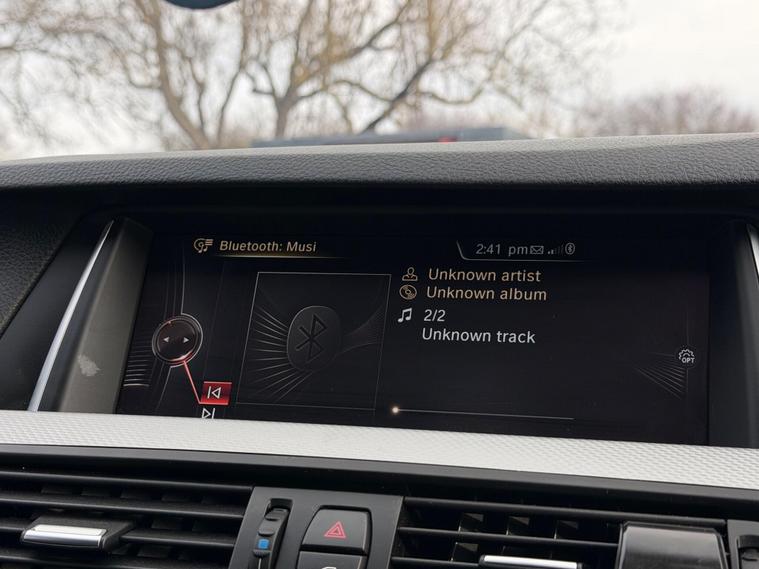 Bluetooth: Musi
2:41 pm
Unknown artist
Unknown album
2/2
Unknown track
OPT